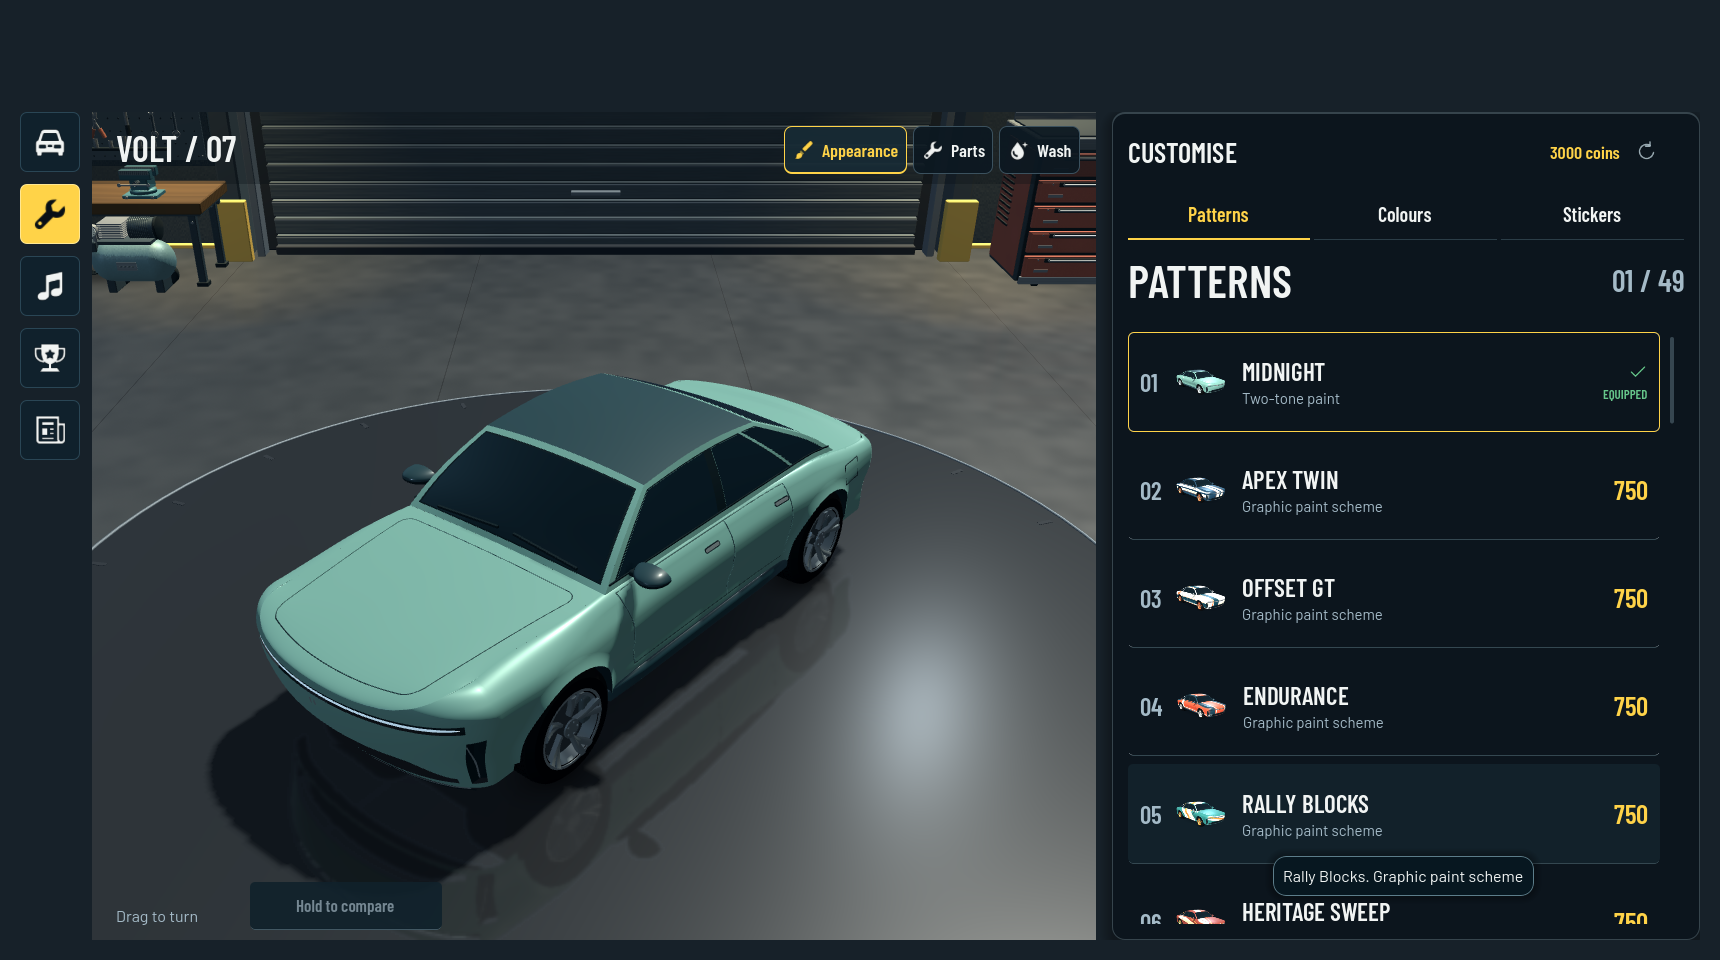 VOLT / 07
Appearance
Parts
Wash
Drag to turn
Hold to compare
CUSTOMISE
3000 coins
Patterns
Colours
Stickers
PATTERNS
01 / 49
01
MIDNIGHT
Two-tone paint
EQUIPPED
02
APEX TWIN
Graphic paint scheme
750
03
OFFSET GT
Graphic paint scheme
750
04
ENDURANCE
Graphic paint scheme
750
05
RALLY BLOCKS
Graphic paint scheme
750
Rally Blocks. Graphic paint scheme
06
HERITAGE SWEEP
750